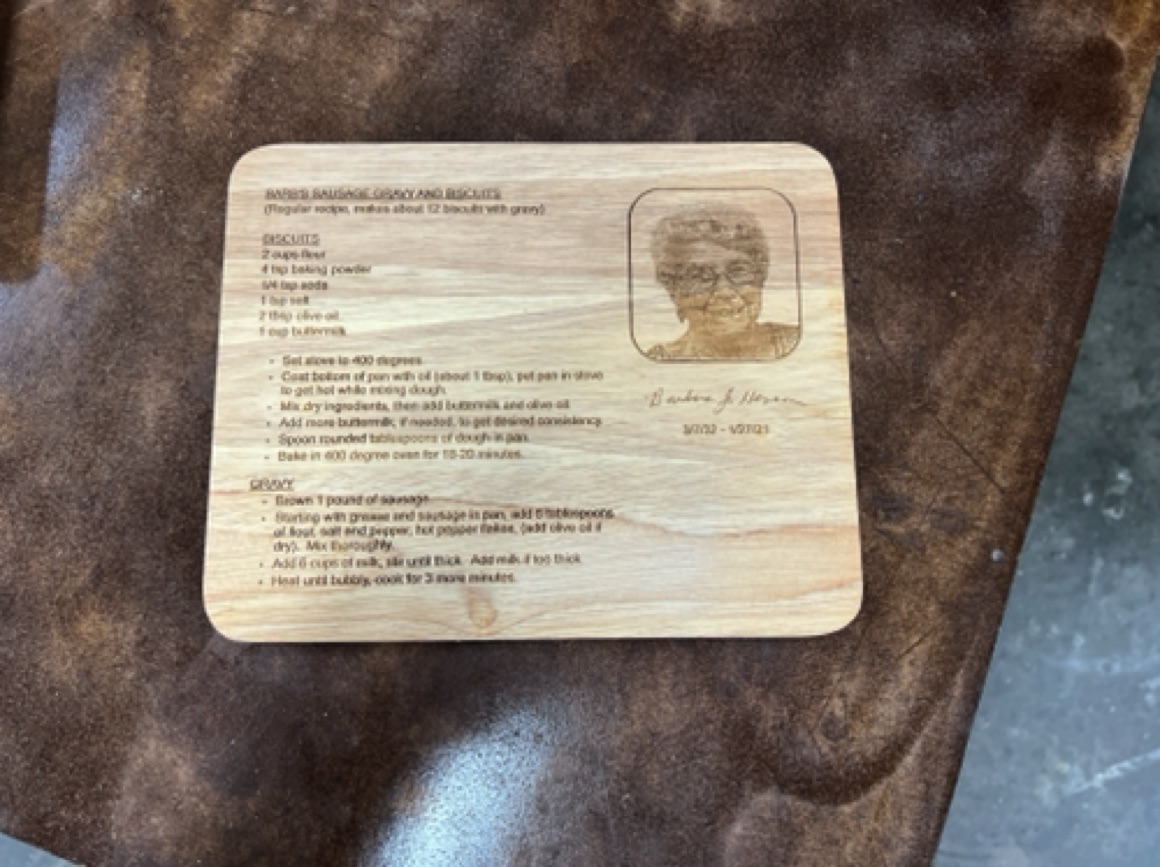 BARB'S SAUSAGE GRAVY AND BISCUITS
(Regular recipe, makes about 12 biscuits with gravy)
BISCUITS
2 cups flour
4 tsp baking powder
1/4 tsp soda
1 tsp salt
2 tbsp olive oil
1 cup buttermilk
• Set stove to 400 degrees
• Coat bottom of pan with oil (about 1 tbsp), put pan in stove
to get hot while mixing dough.
• Mix dry ingredients, then add buttermilk and olive oil
• Add more buttermilk, if needed, to get desired consistency
• Spoon rounded tablespoons of dough in pan.
• Bake in 400 degree oven for 18-20 minutes.
GRAVY
• Brown 1 pound of sausage
• Starting with grease and sausage in pan, add 6 tablespoons
of flour, salt and pepper, hot pepper flakes, (add olive oil if
dry). Mix thoroughly.
• Add 6 cups of milk, stir until thick. Add milk if too thick
• Heat until bubbly, cook for 3 more minutes.
Barbara J.